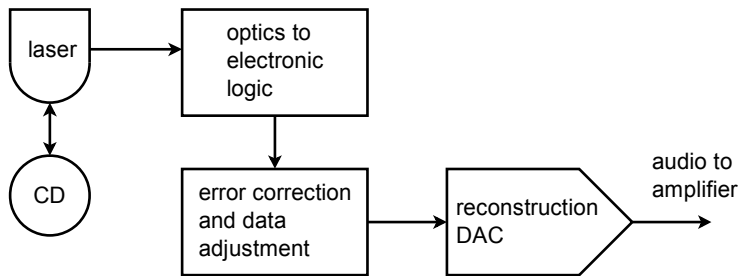 laser
optics to
electronic
logic
CD
error correction
and data
adjustment
reconstruction
DAC
audio to
amplifier